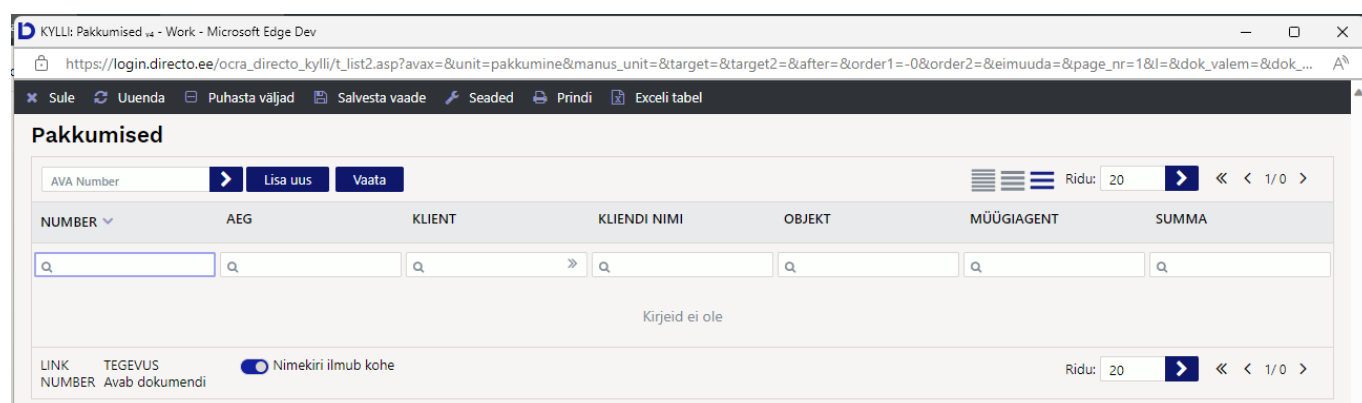 KYLLI: Pakkumised v4 - Work - Microsoft Edge Dev
https://login.directo.ee/ocra_directo_kylli/t_list2.asp?avax=&unit=pakkumine&manus_unit=&target=&target2=&after=&order1=-0&order2=&eimuuda=&page_nr=1&l=&dok_valem=&dok_...
Sule Uuenda Puhasta väljad Salvesta vaade Seaded Prindi Exceli tabel
Pakkumised
AVA Number Lisa uus Vaata Ridu: 20 1/ 0
NUMBER AEG KLIENT KLIENDI NIMI OBJEKT MÜÜGIAGENT SUMMA
Kirjeid ei ole
LINK TEGEVUS Nimekiri ilmub kohe Ridu: 20 1/ 0
NUMBER Avab dokumendi